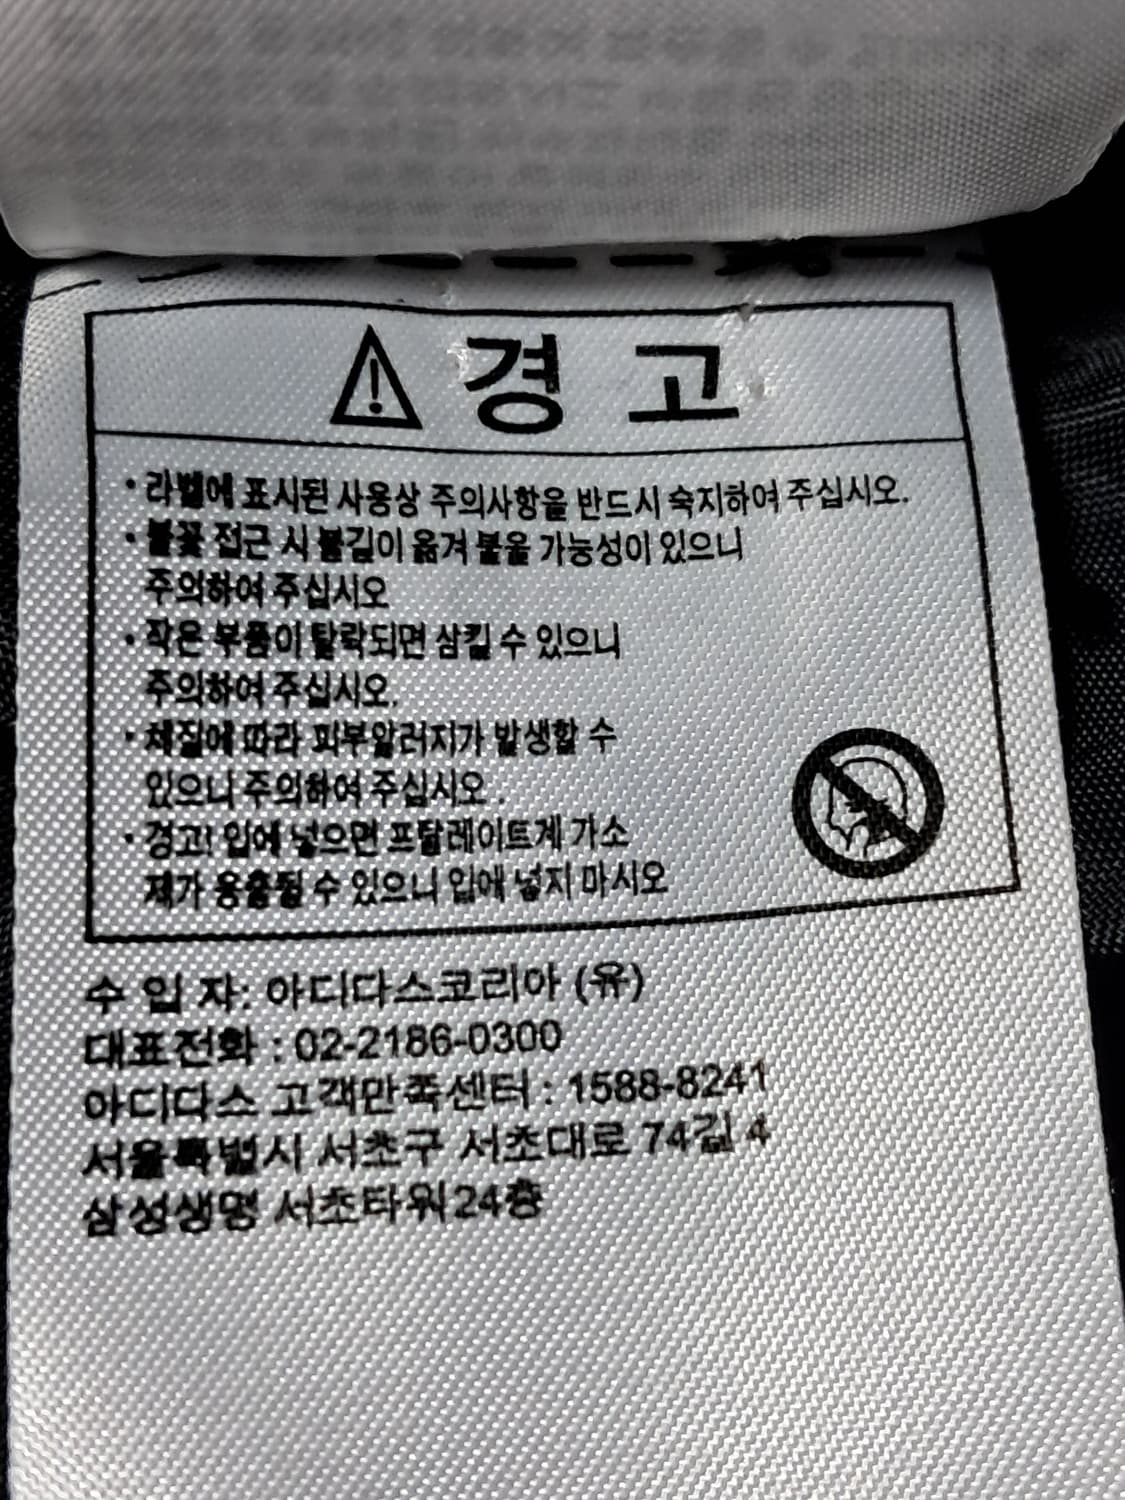 경 고
• 라벨에 표시된 사용상 주의사항을 반드시 숙지하여 주십시오.
• 불꽃 접근 시 불길이 옮겨 붙을 가능성이 있으니
주의하여 주십시오
• 작은 부품이 탈락되면 삼킬 수 있으니
주의하여 주십시오.
• 체질에 따라 피부알러지가 발생할 수
있으니 주의하여 주십시오 .
• 경고! 입에 넣으면 프탈레이트계 가소
제가 용출될 수 있으니 입에 넣지 마시오
수 입 자: 아디다스코리아 (유)
대표전화 : 02-2186-0300
아디다스 고객만족센터 : 1588-8241
서울특별시 서초구 서초대로 74길 4
삼성생명 서초타워24층